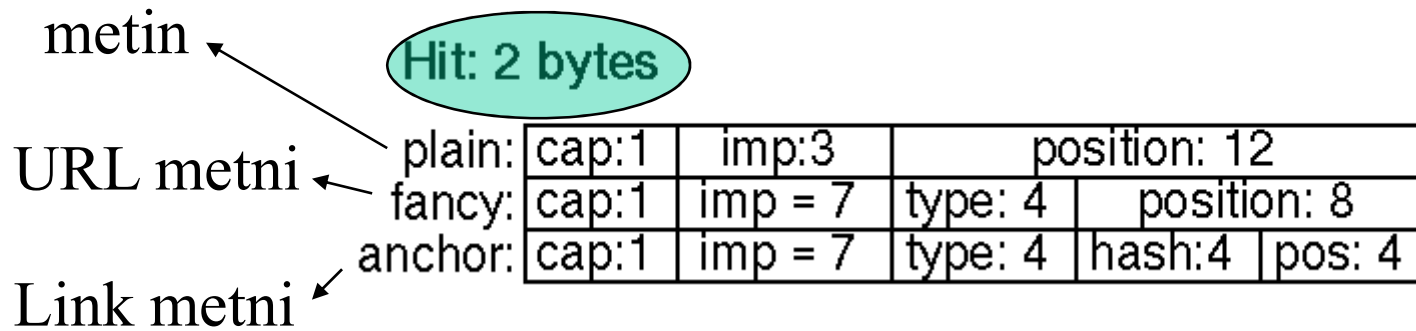 metin
Hit: 2 bytes
plain: cap:1 imp:3 position: 12
URL metni
fancy: cap:1 imp = 7 type: 4 position: 8
anchor: cap:1 imp = 7 type: 4 hash:4 pos: 4
Link metni